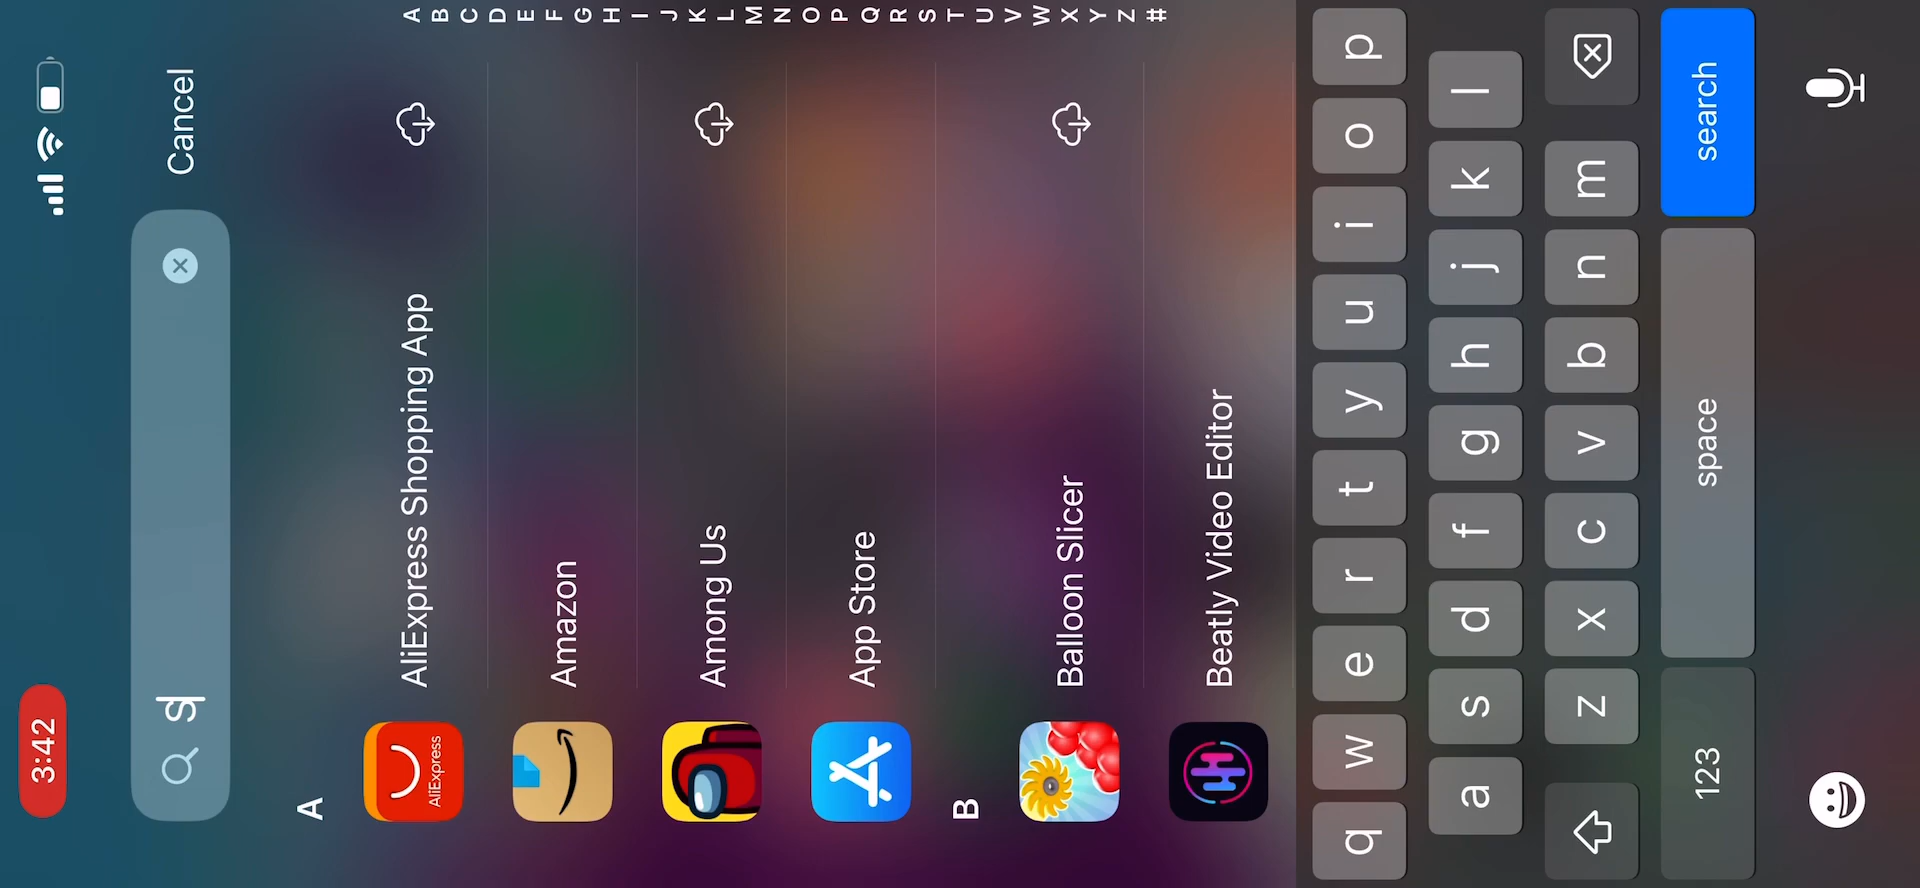 3:42
S
Cancel
A
AliExpress
AliExpress Shopping App
Amazon
Among Us
App Store
B
Balloon Slicer
Beatly Video Editor
A
B
C
D
E
F
G
H
I
J
K
L
M
N
O
P
Q
R
S
T
U
V
W
X
Y
Z
#
q w e r t y u i o p
a s d f g h j k l
z x c v b n m
123 space search